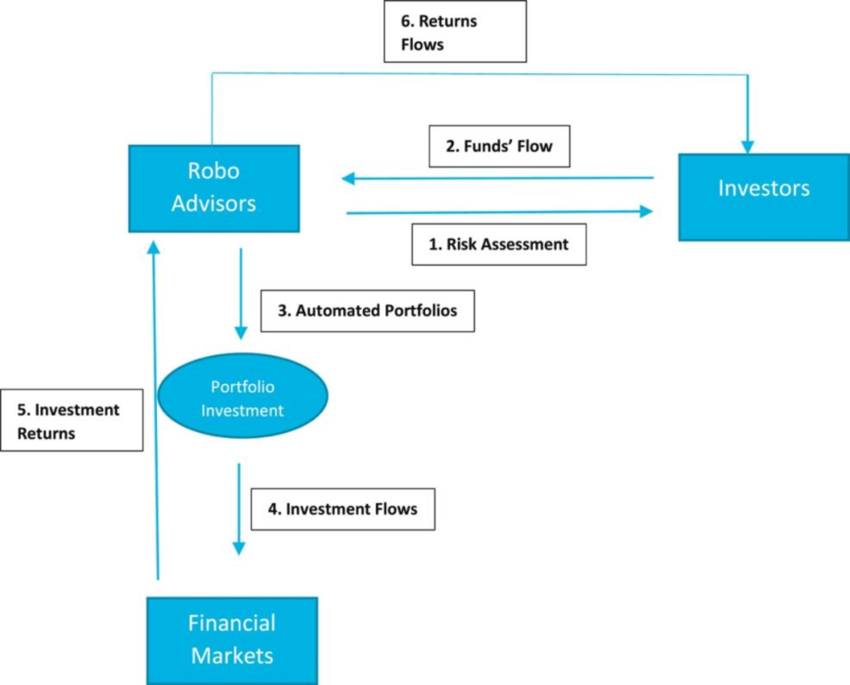 6. Returns
Flows
2. Funds’ Flow
Robo
Advisors
Investors
1. Risk Assessment
3. Automated Portfolios
Portfolio
Investment
5. Investment
Returns
4. Investment Flows
Financial
Markets